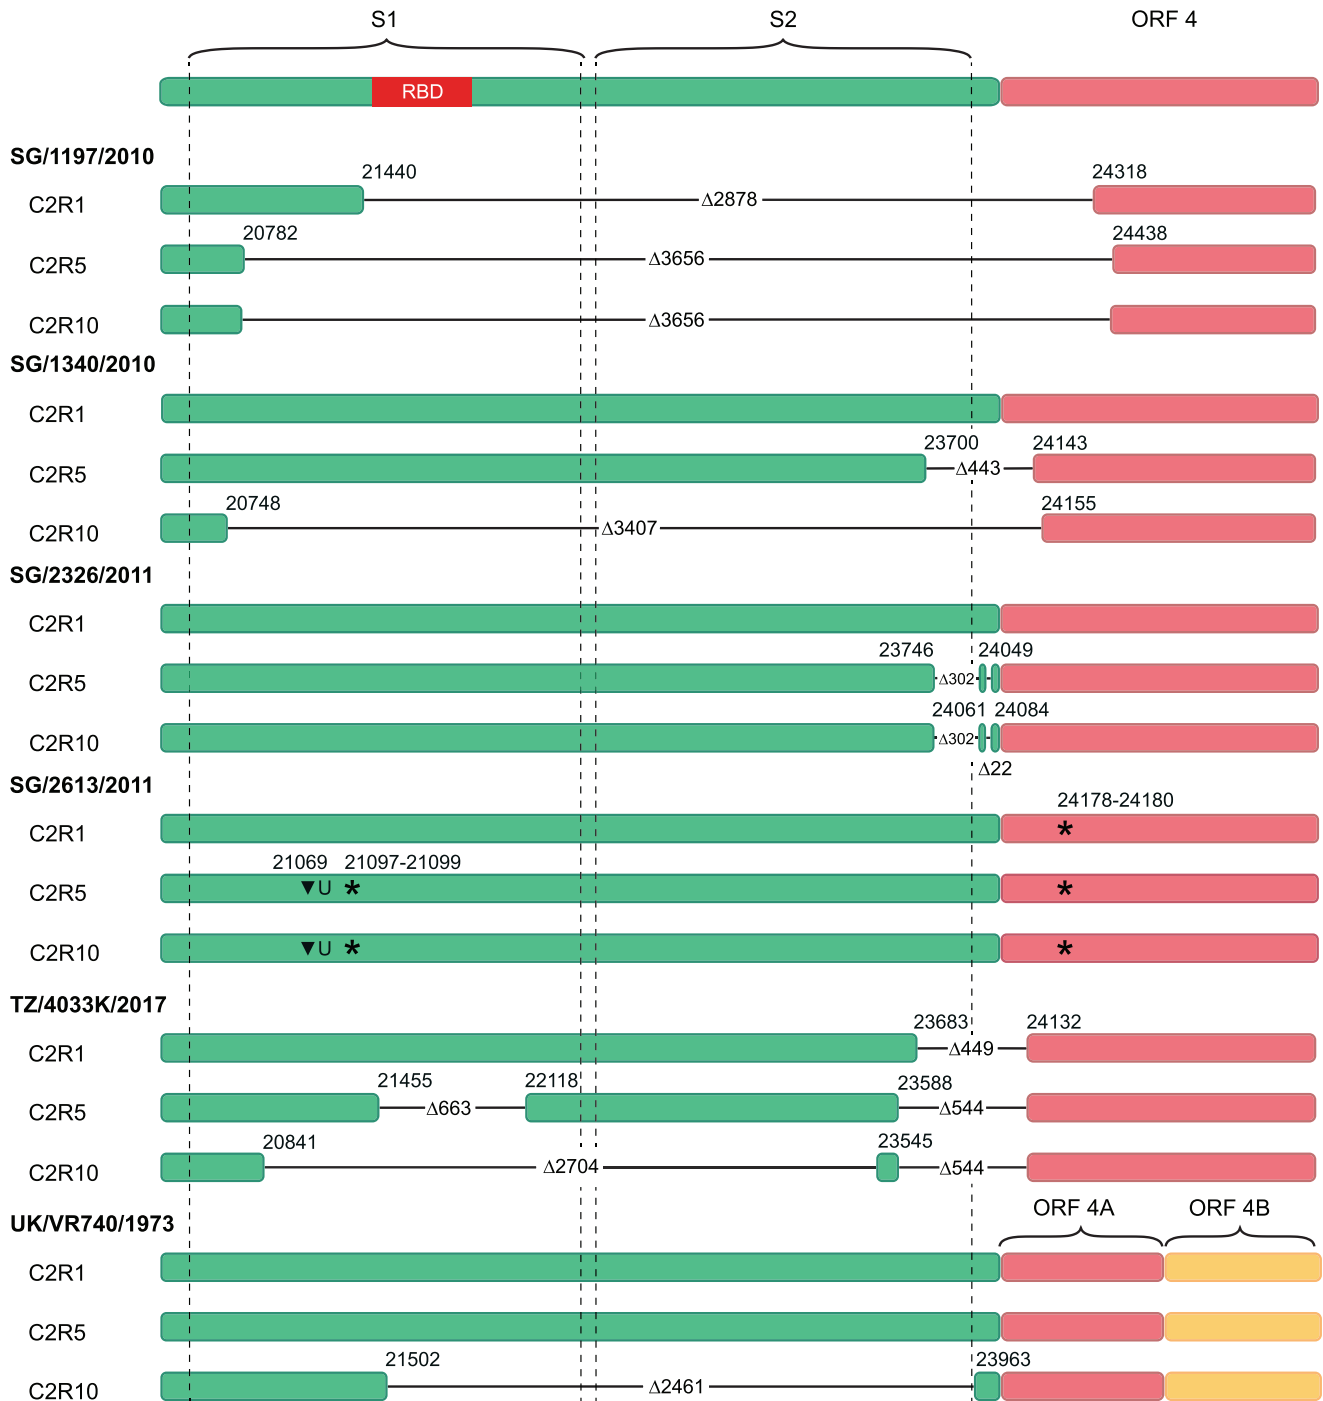 S1 S2 ORF 4
RBD
SG/1197/2010
21440 24318
C2R1 Δ2878
20782 24438
C2R5 Δ3656
C2R10 Δ3656
SG/1340/2010
C2R1
23700 24143
C2R5 Δ443
20748 24155
C2R10 Δ3407
SG/2326/2011
C2R1
23746 24049
C2R5 Δ302
24061 24084
C2R10 Δ302
Δ22
SG/2613/2011
24178-24180
C2R1 *
21069 21097-21099
C2R5 ▼U * *
C2R10 ▼U * *
TZ/4033K/2017
23683 24132
C2R1 Δ449
21455 22118 23588
C2R5 Δ663 Δ544
20841 23545
C2R10 Δ2704 Δ544
ORF 4A ORF 4B
UK/VR740/1973
C2R1
C2R5
21502 23963
C2R10 Δ2461